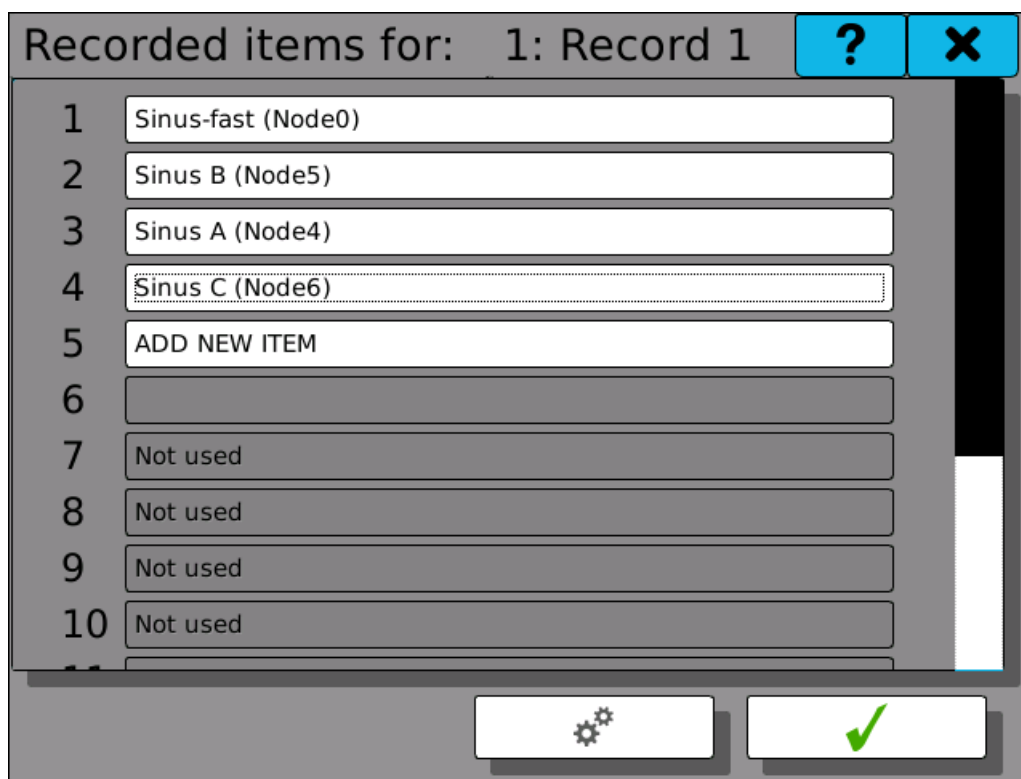 Recorded items for: 1: Record 1 ?
1 Sinus-fast (Node0)
2 Sinus B (Node5)
3 Sinus A (Node4)
4 Sinus C (Node6)
5 ADD NEW ITEM
6
7 Not used
8 Not used
9 Not used
10 Not used